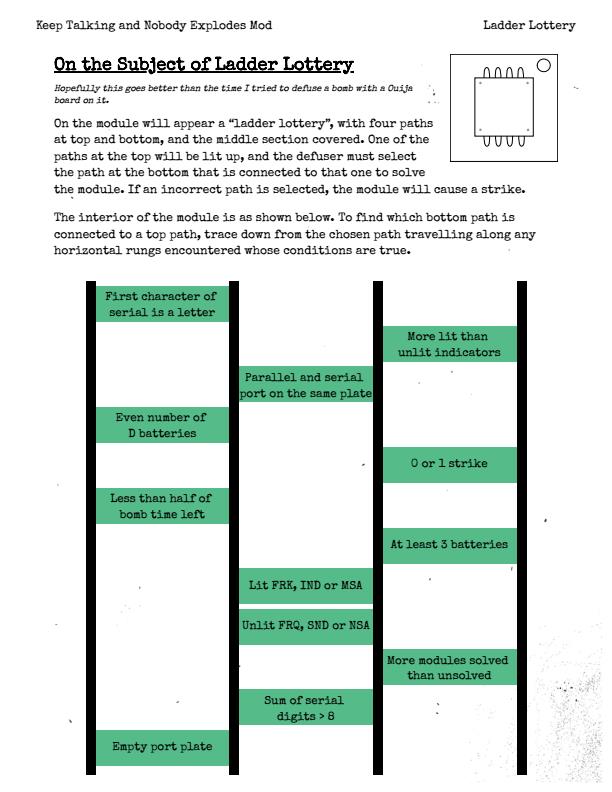 Keep Talking and Nobody Explodes Mod
Ladder Lottery
On the Subject of Ladder Lottery
Hopefully this goes better than the time I tried to defuse a bomb with a Ouija
board on it.
On the module will appear a “ladder lottery”, with four paths
at top and bottom, and the middle section covered. One of the
paths at the top will be lit up, and the defuser must select
the path at the bottom that is connected to that one to solve
the module. If an incorrect path is selected, the module will cause a strike.
The interior of the module is as shown below. To find which bottom path is
connected to a top path, trace down from the chosen path travelling along any
horizontal rungs encountered whose conditions are true.
First character of
serial is a letter
More lit than
unlit indicators
Parallel and serial
port on the same plate
Even number of
D batteries
0 or 1 strike
Less than half of
bomb time left
At least 3 batteries
Lit FRK, IND or MSA
Unlit FRQ, SND or NSA
More modules solved
than unsolved
Sum of serial
digits > 8
Empty port plate